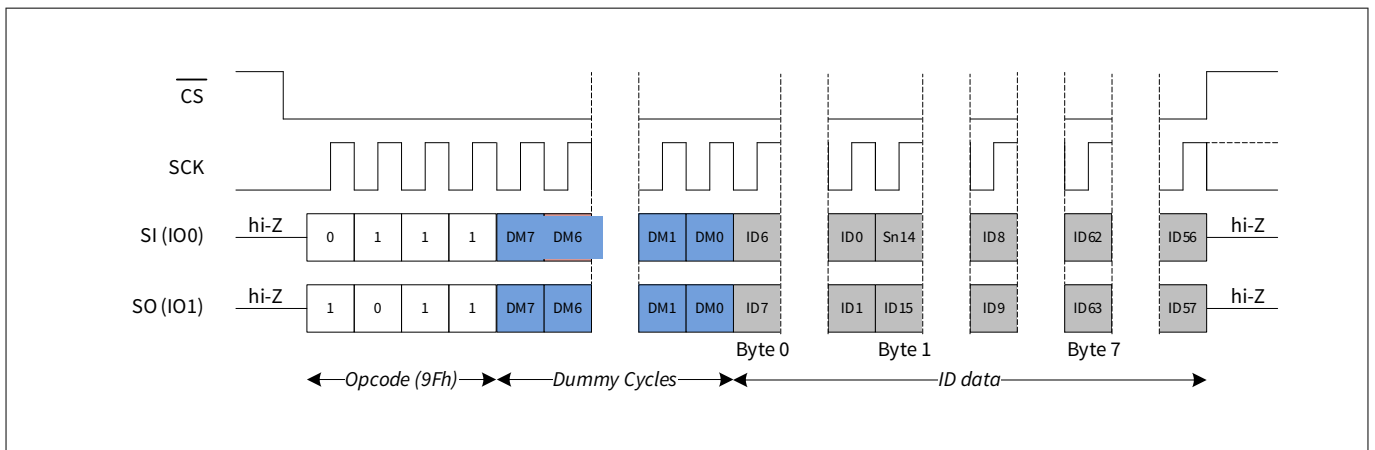 CS
SCK
SI (IO0) hi-Z 0 1 1 1 DM7 DM6 DM1 DM0 ID6 ID0 Sn14 ID8 ID62 ID56 hi-Z
SO (IO1) hi-Z 1 0 1 1 DM7 DM6 DM1 DM0 ID7 ID1 ID15 ID9 ID63 ID57 hi-Z
Byte 0 Byte 1 Byte 7
Opcode (9Fh) Dummy Cycles ID data